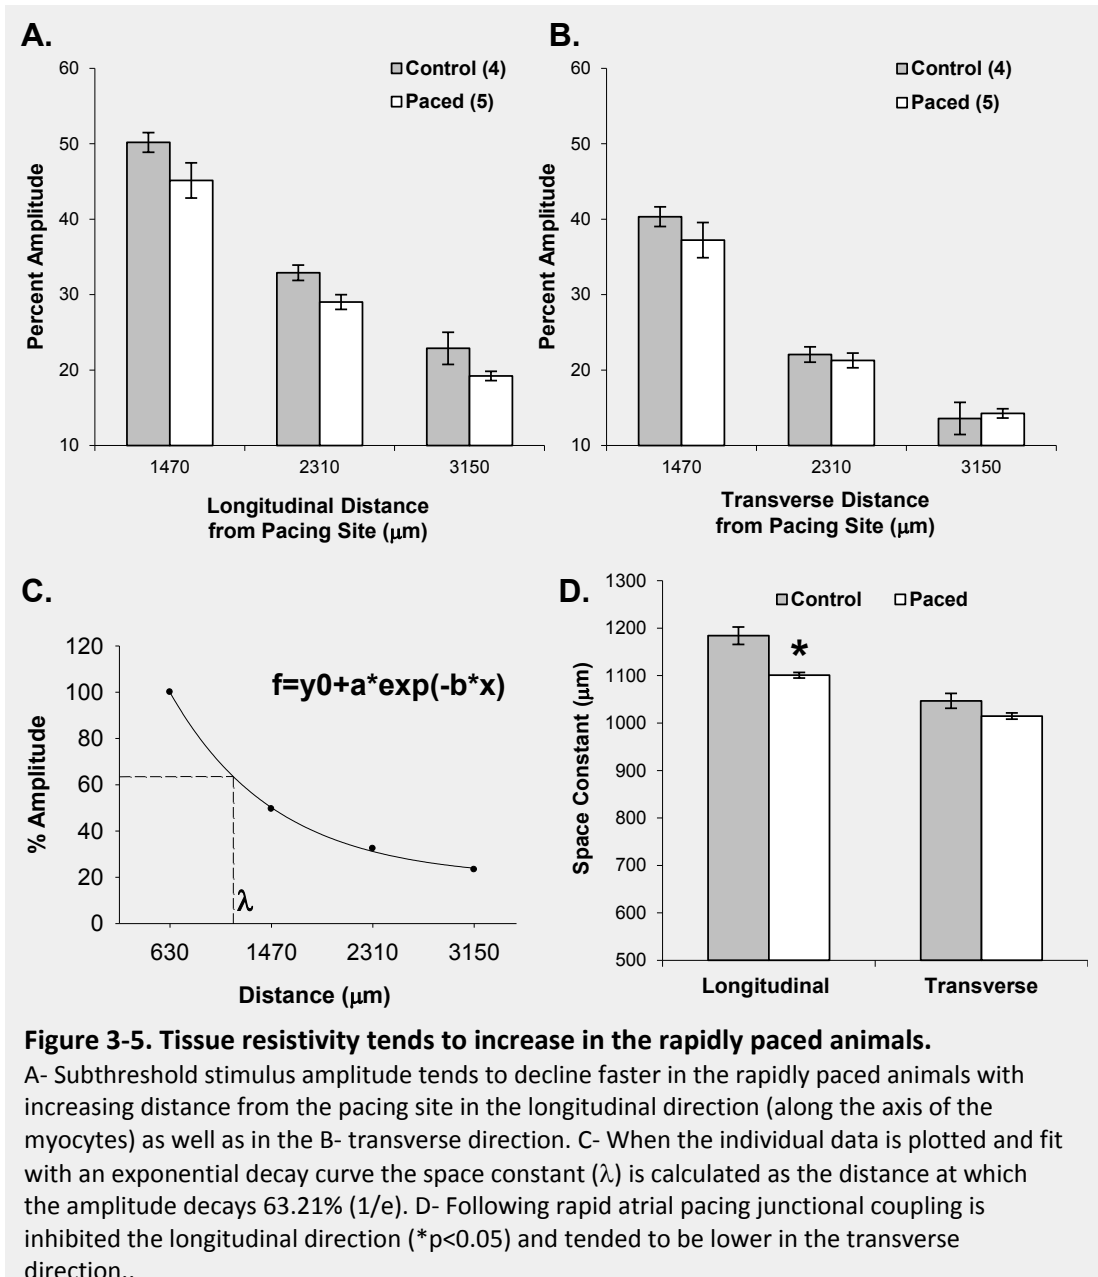 A.
60
50
40
30
20
10
Percent Amplitude
Control (4)
Paced (5)
1470 2310 3150
Longitudinal Distance
from Pacing Site (μm)
B.
60
50
40
30
20
10
Percent Amplitude
Control (4)
Paced (5)
1470 2310 3150
Transverse Distance
from Pacing Site (μm)
C.
120
100
80
60
40
20
0
% Amplitude
f=y0+a*exp(-b*x)
λ
630 1470 2310 3150
Distance (μm)
D.
1300
1200
1100
1000
900
800
700
600
500
Space Constant (μm)
Control Paced
*
Longitudinal Transverse
Figure 3-5. Tissue resistivity tends to increase in the rapidly paced animals.
A- Subthreshold stimulus amplitude tends to decline faster in the rapidly paced animals with
increasing distance from the pacing site in the longitudinal direction (along the axis of the
myocytes) as well as in the B- transverse direction. C- When the individual data is plotted and fit
with an exponential decay curve the space constant (λ) is calculated as the distance at which
the amplitude decays 63.21% (1/e). D- Following rapid atrial pacing junctional coupling is
inhibited the longitudinal direction (*p<0.05) and tended to be lower in the transverse
direction..